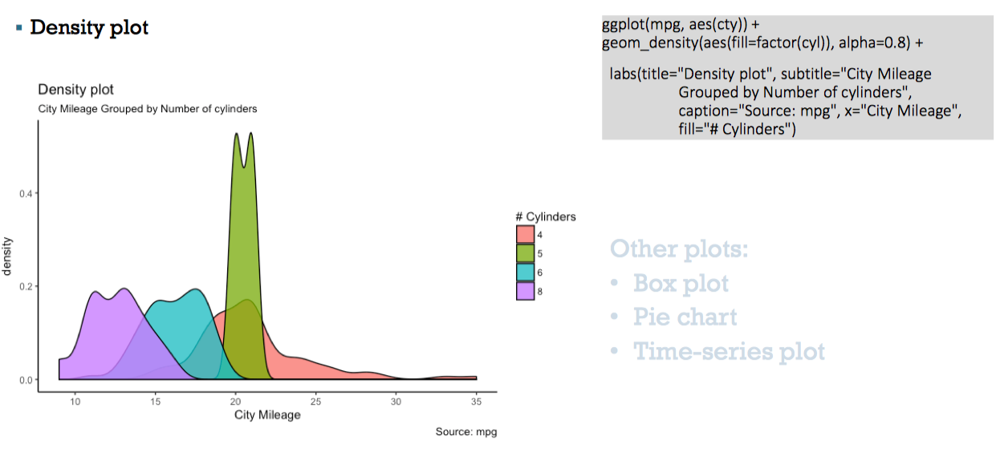 ▪ Density plot
ggplot(mpg, aes(cty)) +
geom_density(aes(fill=factor(cyl)), alpha=0.8) +
labs(title="Density plot", subtitle="City Mileage
Grouped by Number of cylinders",
caption="Source: mpg", x="City Mileage",
fill="# Cylinders")
Density plot
City Mileage Grouped by Number of cylinders
density
0.4
0.2
0.0
10 15 20 25 30 35
City Mileage
Source: mpg
# Cylinders
4
5
6
8
Other plots:
• Box plot
• Pie chart
• Time-series plot